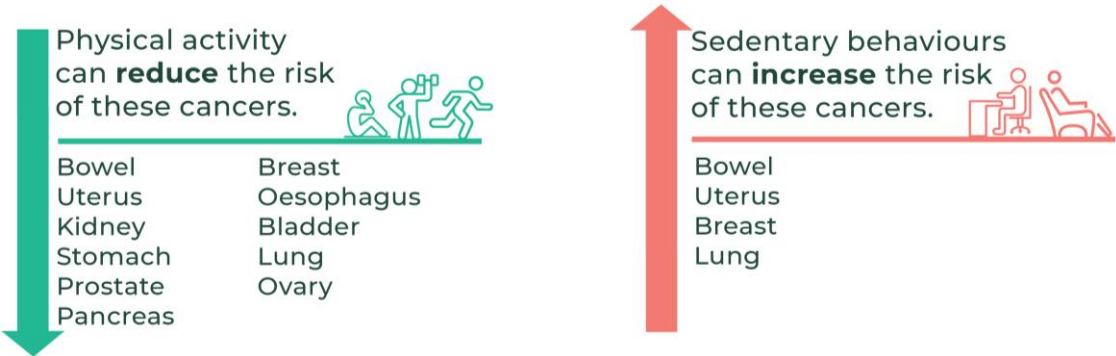 Physical activity
can reduce the risk
of these cancers.
Bowel
Uterus
Kidney
Stomach
Prostate
Pancreas
Breast
Oesophagus
Bladder
Lung
Ovary
Sedentary behaviours
can increase the risk
of these cancers.
Bowel
Uterus
Breast
Lung